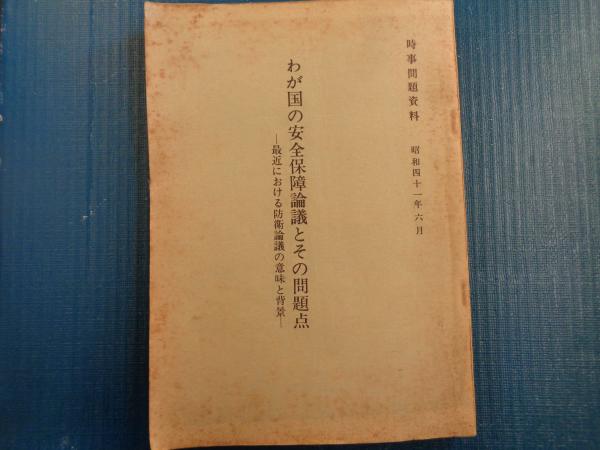 時事問題資料　昭和四十一年六月
わが国の安全保障論議とその問題点
―最近における防衛論議の意味と背景―